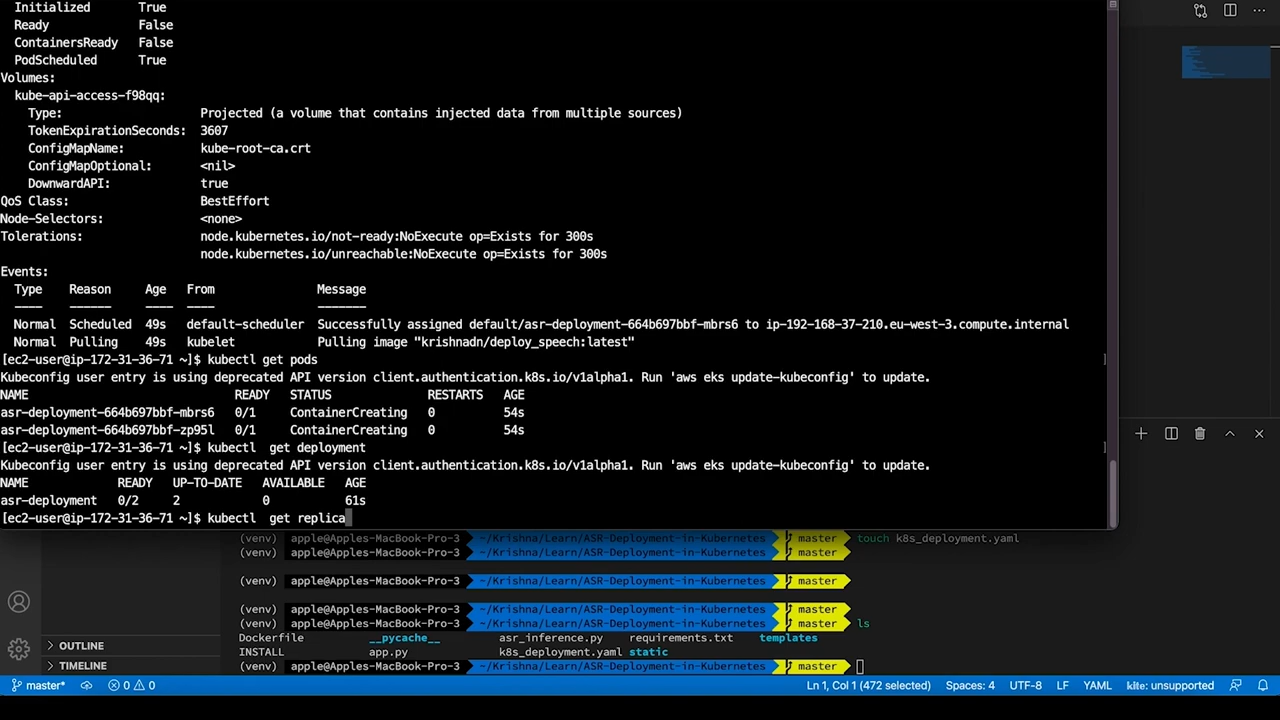 Initialized True
Ready False
ContainersReady False
PodScheduled True
Volumes:
kube-api-access-f98qq:
Type: Projected (a volume that contains injected data from multiple sources)
TokenExpirationSeconds: 3607
ConfigMapName: kube-root-ca.crt
ConfigMapOptional: <nil>
DownwardAPI: true
QoS Class: BestEffort
Node-Selectors: <none>
Tolerations: node.kubernetes.io/not-ready:NoExecute op=Exists for 300s
node.kubernetes.io/unreachable:NoExecute op=Exists for 300s
Events:
Type Reason Age From Message
---- ------ ---- ---- -------
Normal Scheduled 49s default-scheduler Successfully assigned default/asr-deployment-664b697bbf-mbrs6 to ip-192-168-37-210.eu-west-3.compute.internal
Normal Pulling 49s kubelet Pulling image "krishnadn/deploy_speech:latest"
[ec2-user@ip-172-31-36-71 ~]$ kubectl get pods
Kubeconfig user entry is using deprecated API version client.authentication.k8s.io/v1alpha1. Run 'aws eks update-kubeconfig' to update.
NAME READY STATUS RESTARTS AGE
asr-deployment-664b697bbf-mbrs6 0/1 ContainerCreating 0 54s
asr-deployment-664b697bbf-zp95l 0/1 ContainerCreating 0 54s
[ec2-user@ip-172-31-36-71 ~]$ kubectl  get deployment
Kubeconfig user entry is using deprecated API version client.authentication.k8s.io/v1alpha1. Run 'aws eks update-kubeconfig' to update.
NAME READY UP-TO-DATE AVAILABLE AGE
asr-deployment 0/2 2 0 61s
[ec2-user@ip-172-31-36-71 ~]$ kubectl  get replica
(venv) apple@Apples-MacBook-Pro-3 ~/Krishna/Learn/ASR-Deployment-in-Kubernetes master touch k8s_deployment.yaml
(venv) apple@Apples-MacBook-Pro-3 ~/Krishna/Learn/ASR-Deployment-in-Kubernetes master
(venv) apple@Apples-MacBook-Pro-3 ~/Krishna/Learn/ASR-Deployment-in-Kubernetes master
(venv) apple@Apples-MacBook-Pro-3 ~/Krishna/Learn/ASR-Deployment-in-Kubernetes master
(venv) apple@Apples-MacBook-Pro-3 ~/Krishna/Learn/ASR-Deployment-in-Kubernetes master ls
Dockerfile __pycache__ asr_inference.py requirements.txt templates
INSTALL app.py k8s_deployment.yaml static
(venv) apple@Apples-MacBook-Pro-3 ~/Krishna/Learn/ASR-Deployment-in-Kubernetes master
OUTLINE
TIMELINE
master* 0 0 Ln 1, Col 1 (472 selected) Spaces: 4 UTF-8 LF YAML kite: unsupported